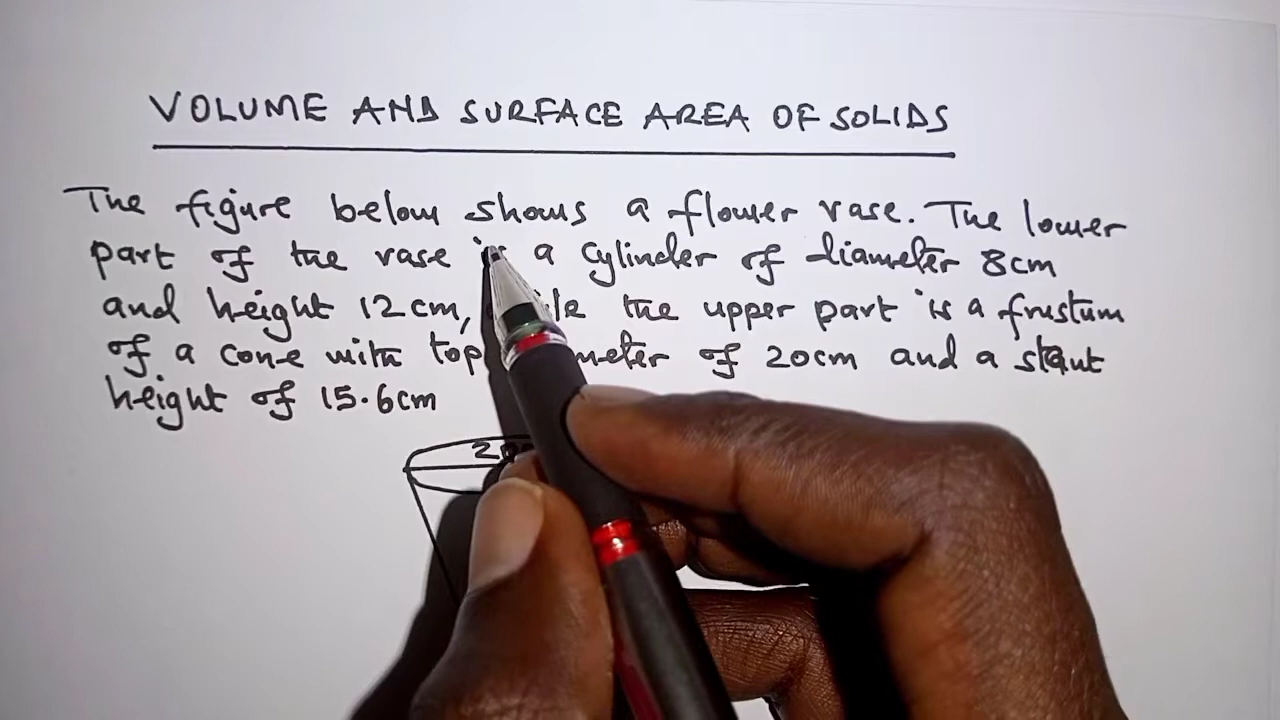 VOLUME AND SURFACE AREA OF SOLIDS
The figure below shows a flower vase. The lower
part of the vase is a cylinder of diameter 8cm
and height 12cm, the upper part is a frustum
of a cone with top of 20cm and a slant
height of 15.6cm